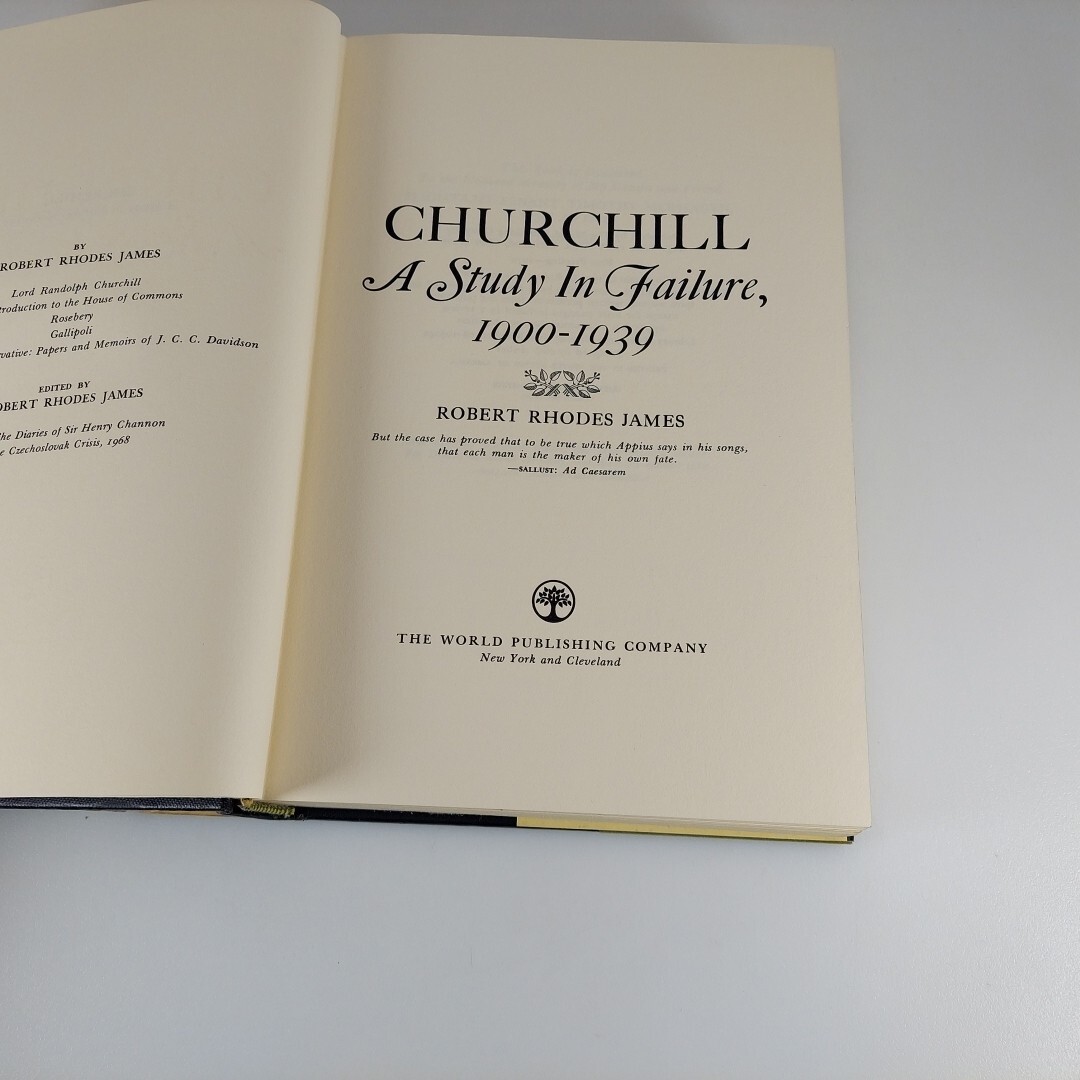 BY
ROBERT RHODES JAMES
Lord Randolph Churchill
roduction to the House of Commons
Rosebery
Gallipoli
vative: Papers and Memoirs of J. C. C. Davidson
EDITED BY
OBERT RHODES JAMES
he Diaries of Sir Henry Channon
e Czechoslovak Crisis, 1968
CHURCHILL
A Study In Failure,
1900-1939
ROBERT RHODES JAMES
But the case has proved that to be true which Appius says in his songs,
that each man is the maker of his own fate.
—SALLUST: Ad Caesarem
THE WORLD PUBLISHING COMPANY
New York and Cleveland